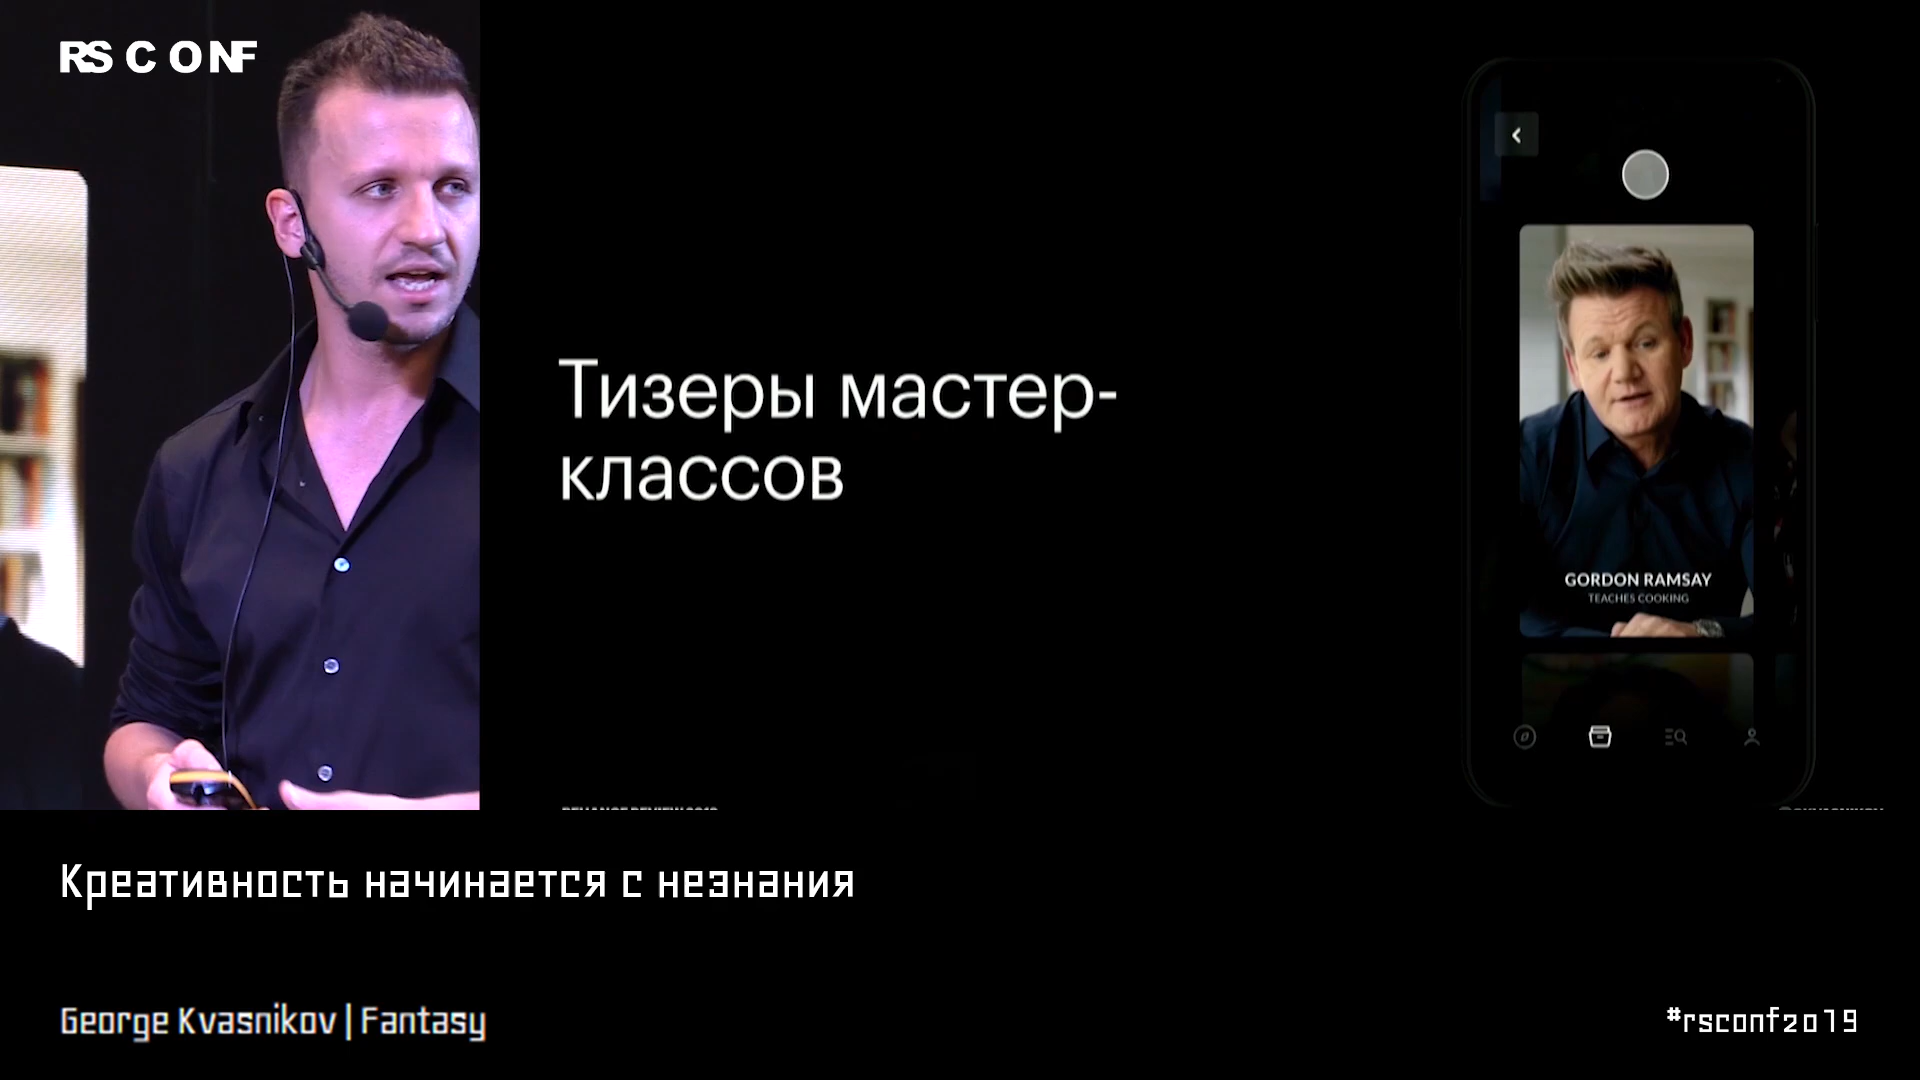 RS CONF
Тизеры мастер-
классов
GORDON RAMSAY
TEACHES COOKING
Креативность начинается с незнания
George Kvasnikov | Fantasy
#rsconf2019